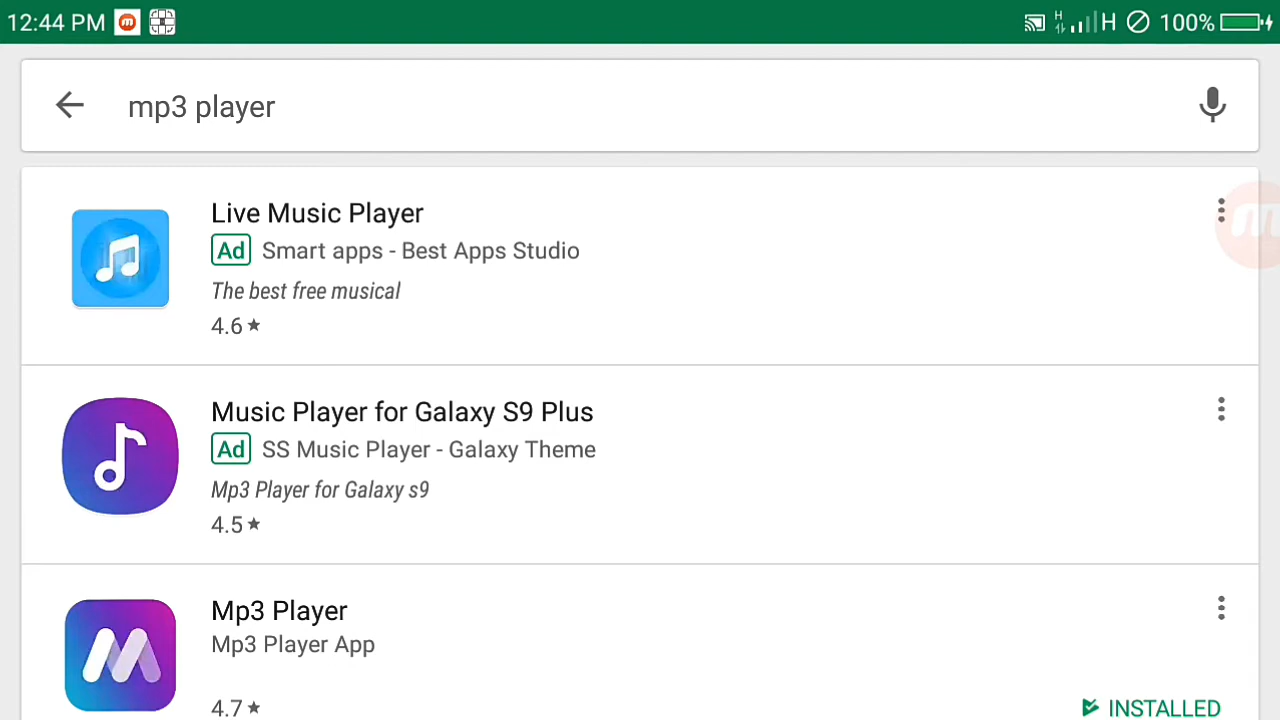 12:44 PM H H 100%
mp3 player
Live Music Player
Ad Smart apps - Best Apps Studio
The best free musical
4.6
Music Player for Galaxy S9 Plus
Ad SS Music Player - Galaxy Theme
Mp3 Player for Galaxy s9
4.5
Mp3 Player
Mp3 Player App
4.7 INSTALLED